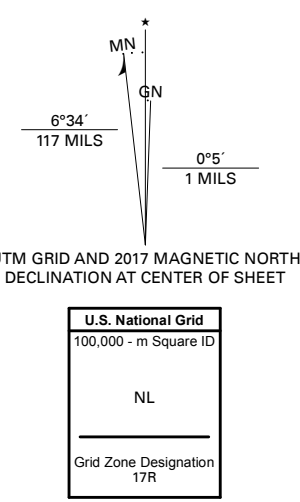 ★
MN
GN
6°34´
117 MILS
0°5´
1 MILS
UTM GRID AND 2017 MAGNETIC NORTH
DECLINATION AT CENTER OF SHEET
U.S. National Grid
100,000 - m Square ID
NL
Grid Zone Designation
17R